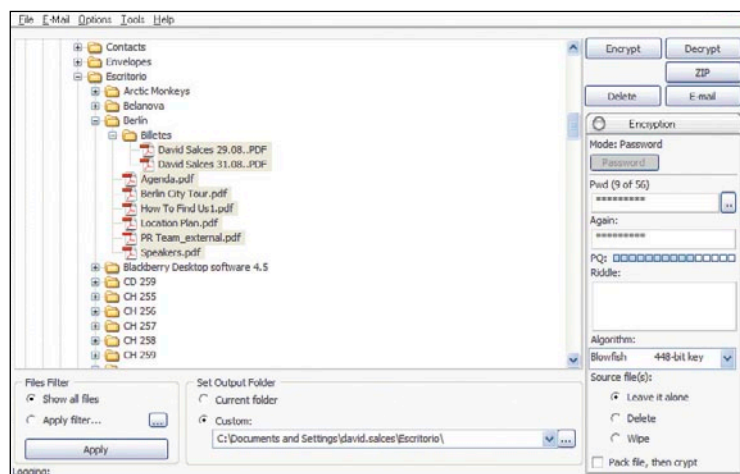 File E-Mail Options Tools Help
Contacts
Envelopes
Escritorio
Arctic Monkeys
Belanova
Berlín
Billetes
David Salces 29.08..PDF
David Salces 31.08..PDF
Agenda.pdf
Berlin City Tour.pdf
How To Find Us1.pdf
Location Plan.pdf
PR Team_external.pdf
Speakers.pdf
Blackberry Desktop software 4.5
CD 259
CH 255
CH 256
CH 257
CH 258
CH 259
Files Filter
Show all files
Apply filter...
...
Apply
Set Output Folder
Current folder
Custom:
C:\Documents and Settings\david.salces\Escritorio\
...
Logging:
Encrypt Decrypt
ZIP
Delete E-mail
Encryption
Mode: Password
Password
Pwd (9 of 56)
*********
..
Again:
*********
PQ:
Riddle:
Algorithm:
Blowfish 448-bit key
Source file(s):
Leave it alone
Delete
Wipe
Pack file, then crypt